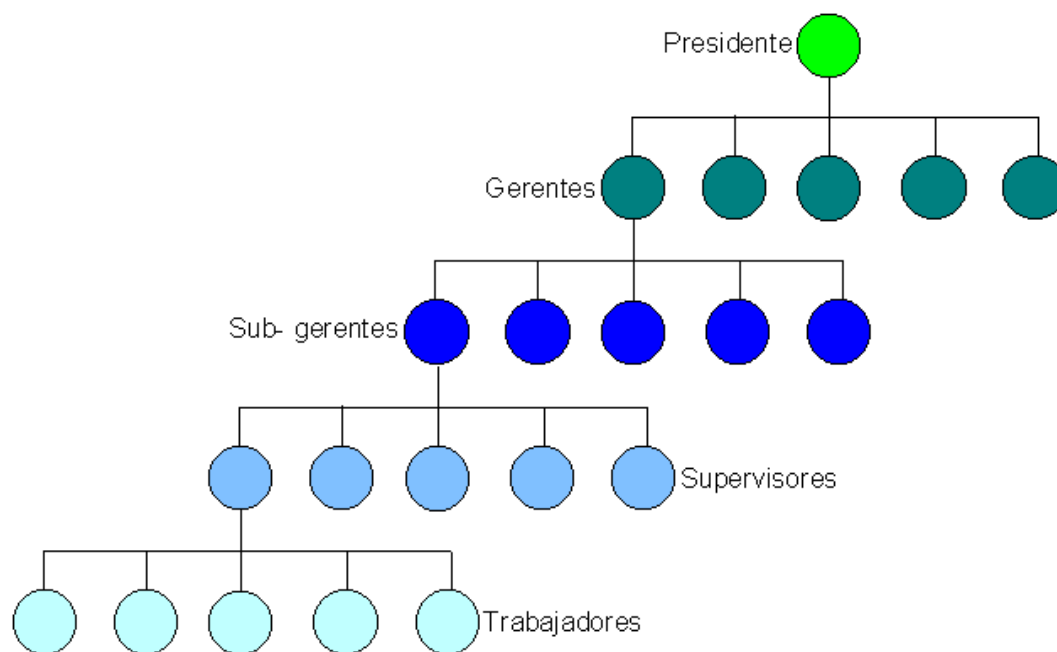 Presidente
Gerentes
Sub- gerentes
Supervisores
Trabajadores